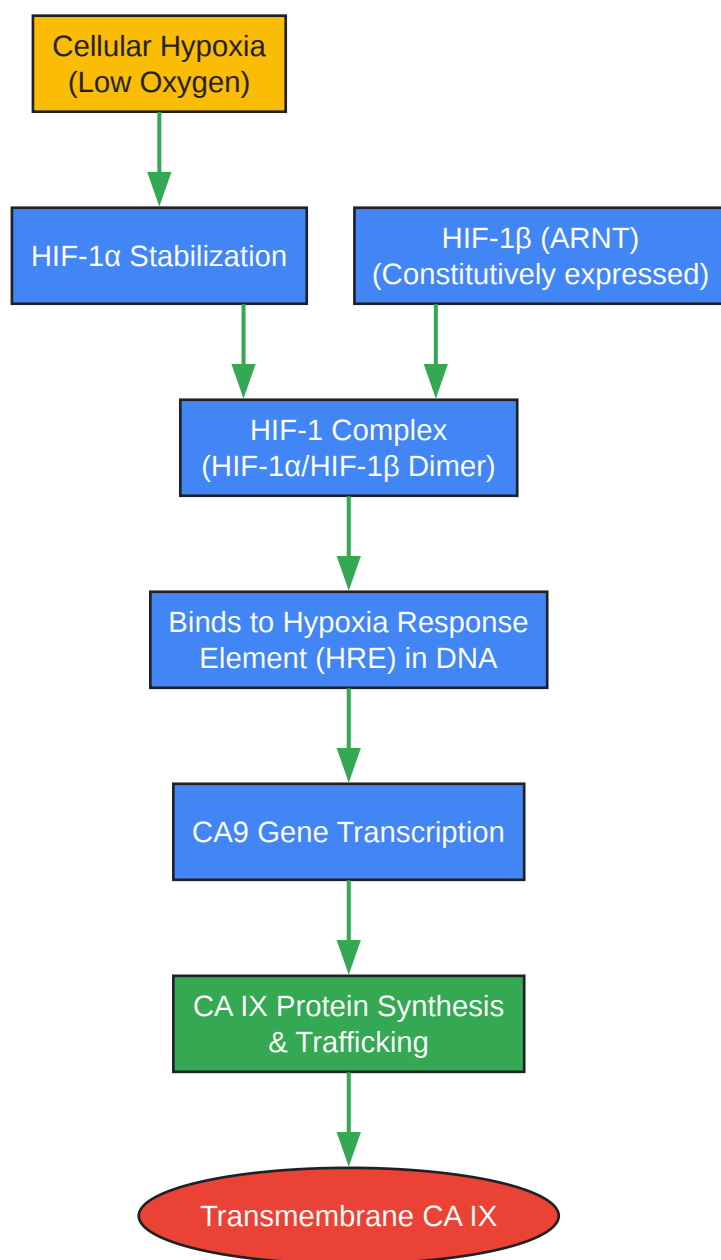 Cellular Hypoxia
(Low Oxygen)
HIF-1α Stabilization
HIF-1β (ARNT)
(Constitutively expressed)
HIF-1 Complex
(HIF-1α/HIF-1β Dimer)
Binds to Hypoxia Response
Element (HRE) in DNA
CA9 Gene Transcription
CA IX Protein Synthesis
& Trafficking
Transmembrane CA IX